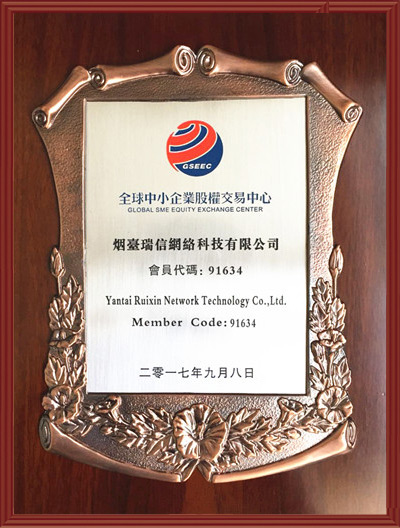 GSEEC
全球中小企業股權交易中心
GLOBAL SME EQUITY EXCHANGE CENTER
烟臺瑞信網絡科技有限公司
會員代碼: 91634
Yantai Ruixin Network Technology Co.,Ltd.
Member Code: 91634
二零一七年九月八日